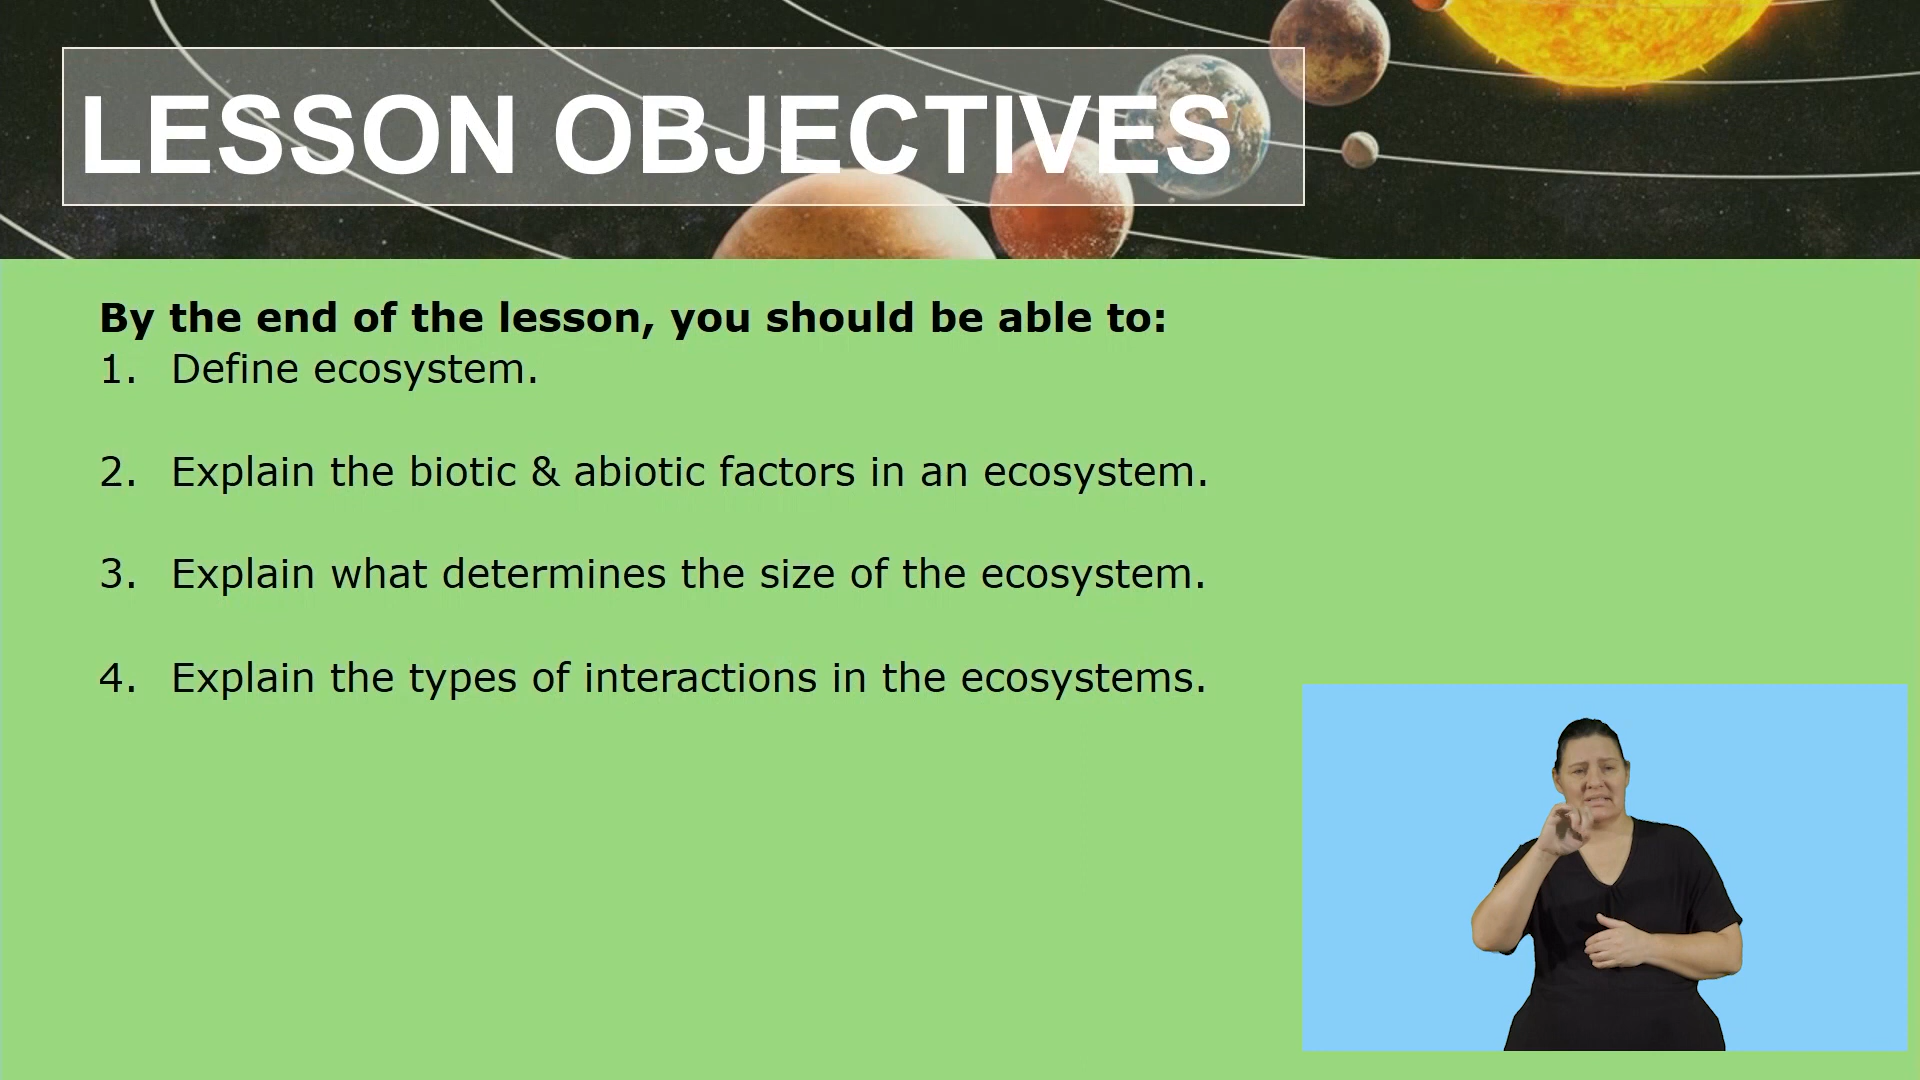 LESSON OBJECTIVES
By the end of the lesson, you should be able to:
1. Define ecosystem.
2. Explain the biotic & abiotic factors in an ecosystem.
3. Explain what determines the size of the ecosystem.
4. Explain the types of interactions in the ecosystems.